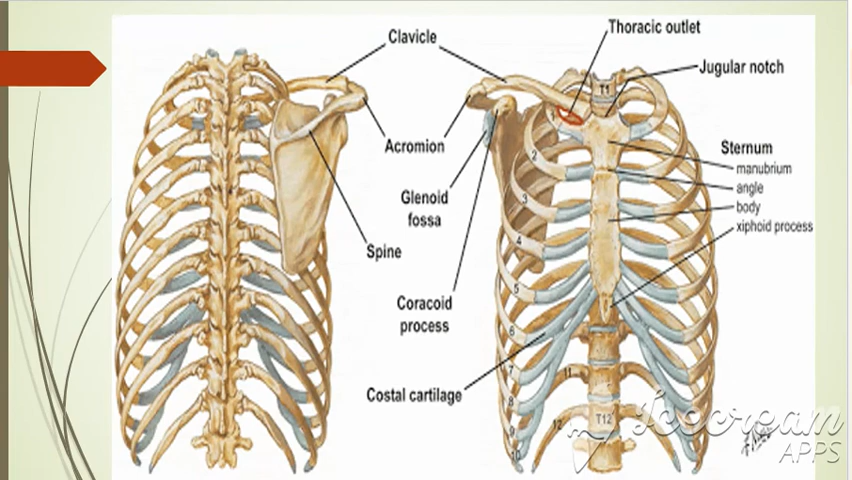 Thoracic outlet
Clavicle
Jugular notch
T1
1
Acromion
Sternum
manubrium
angle
body
xiphoid process
2
Glenoid
fossa
3
4
Spine
5
Coracoid
process
6
7
11
Costal cartilage
8
T12
12
9
10
Icecream
APPS